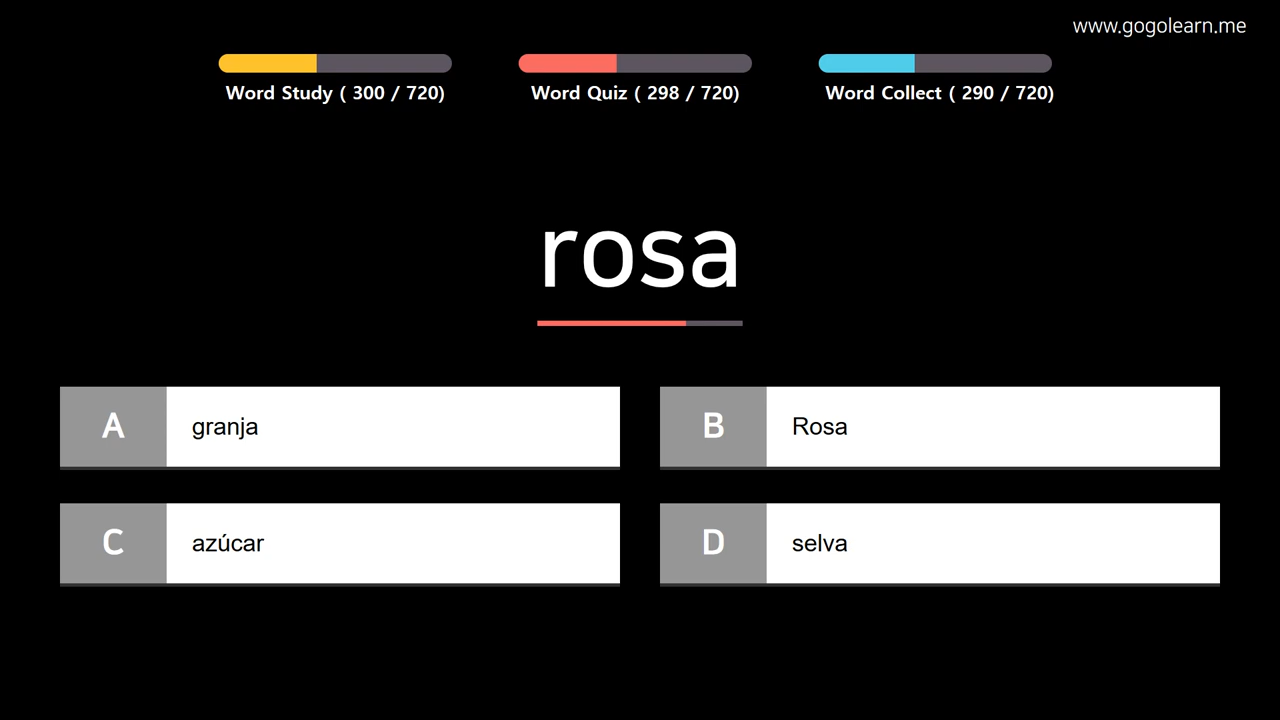 www.gogolearn.me
Word Study ( 300 / 720)
Word Quiz ( 298 / 720)
Word Collect ( 290 / 720)
rosa
A granja
B Rosa
C azúcar
D selva